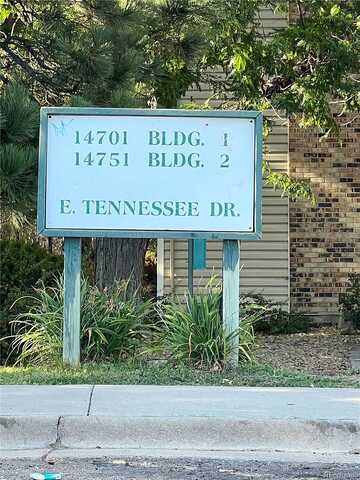 14701 BLDG. 1
14751 BLDG. 2
E. TENNESSEE DR.